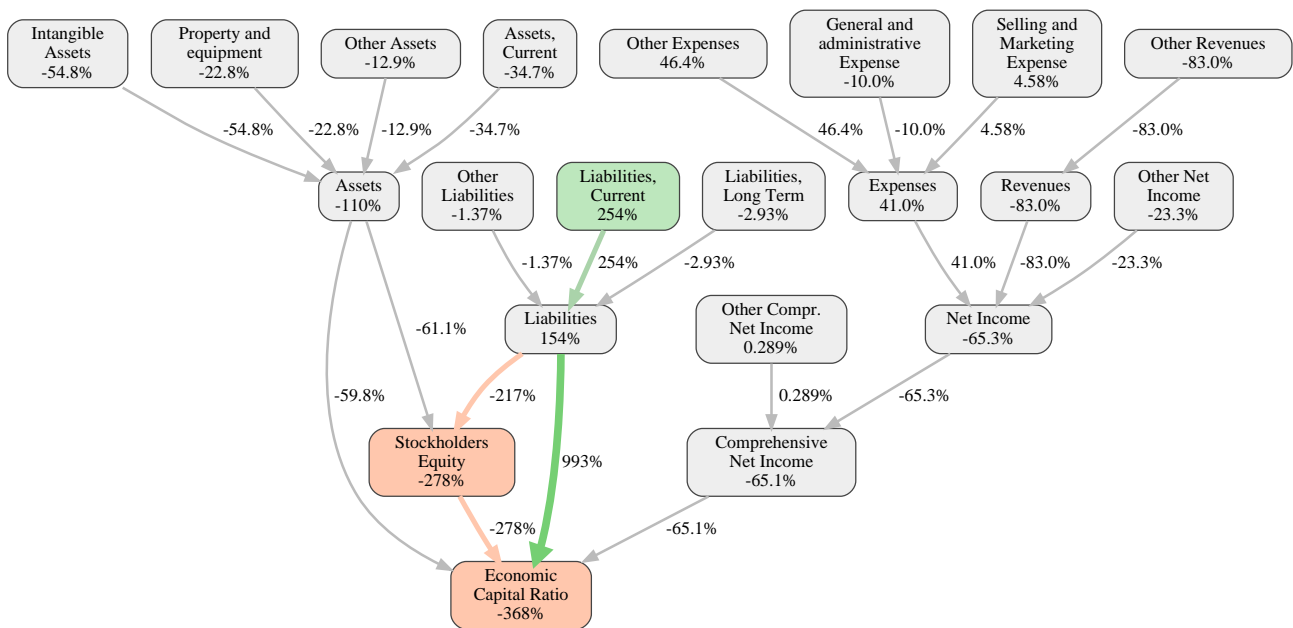 Intangible
Assets
-54.8%
Property and
equipment
-22.8%
Other Assets
-12.9%
Assets,
Current
-34.7%
Other Expenses
46.4%
General and
administrative
Expense
-10.0%
Selling and
Marketing
Expense
4.58%
Other Revenues
-83.0%
-54.8%
-22.8%
-12.9%
-34.7%
46.4%
-10.0%
4.58%
-83.0%
Assets
-110%
Other
Liabilities
-1.37%
Liabilities,
Current
254%
Liabilities,
Long Term
-2.93%
Expenses
41.0%
Revenues
-83.0%
Other Net
Income
-23.3%
-1.37%
254%
-2.93%
41.0%
-83.0%
-23.3%
-61.1%
Liabilities
154%
Other Compr.
Net Income
0.289%
Net Income
-65.3%
-59.8%
-217%
0.289%
-65.3%
Stockholders
Equity
-278%
993%
Comprehensive
Net Income
-65.1%
-278%
-65.1%
Economic
Capital Ratio
-368%